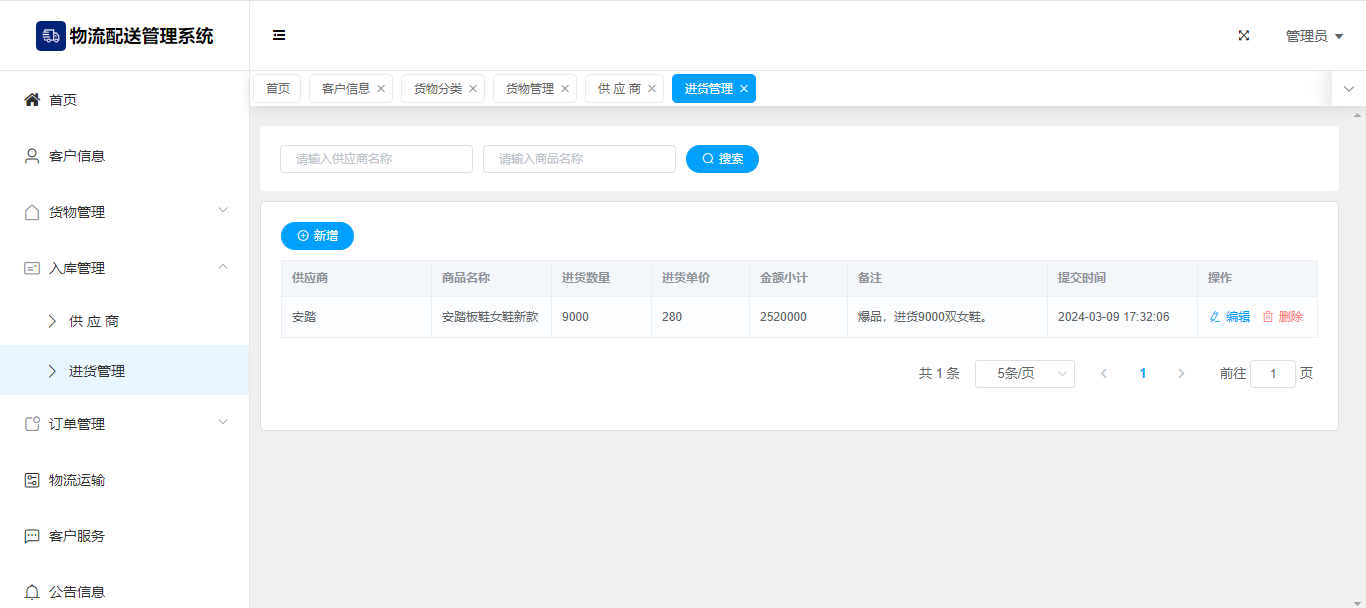 物流配送管理系统
管理员
首页
客户信息
货物管理
入库管理
供 应 商
进货管理
订单管理
物流运输
客户服务
公告信息
首页 客户信息 货物分类 货物管理 供 应 商 进货管理
请输入供应商名称 请输入商品名称 搜索
新增
供应商 商品名称 进货数量 进货单价 金额小计 备注 提交时间 操作
安踏 安踏板鞋女鞋新款 9000 280 2520000 爆品，进货9000双女鞋。 2024-03-09 17:32:06 编辑 删除
共 1 条 5条/页 1 前往 1 页